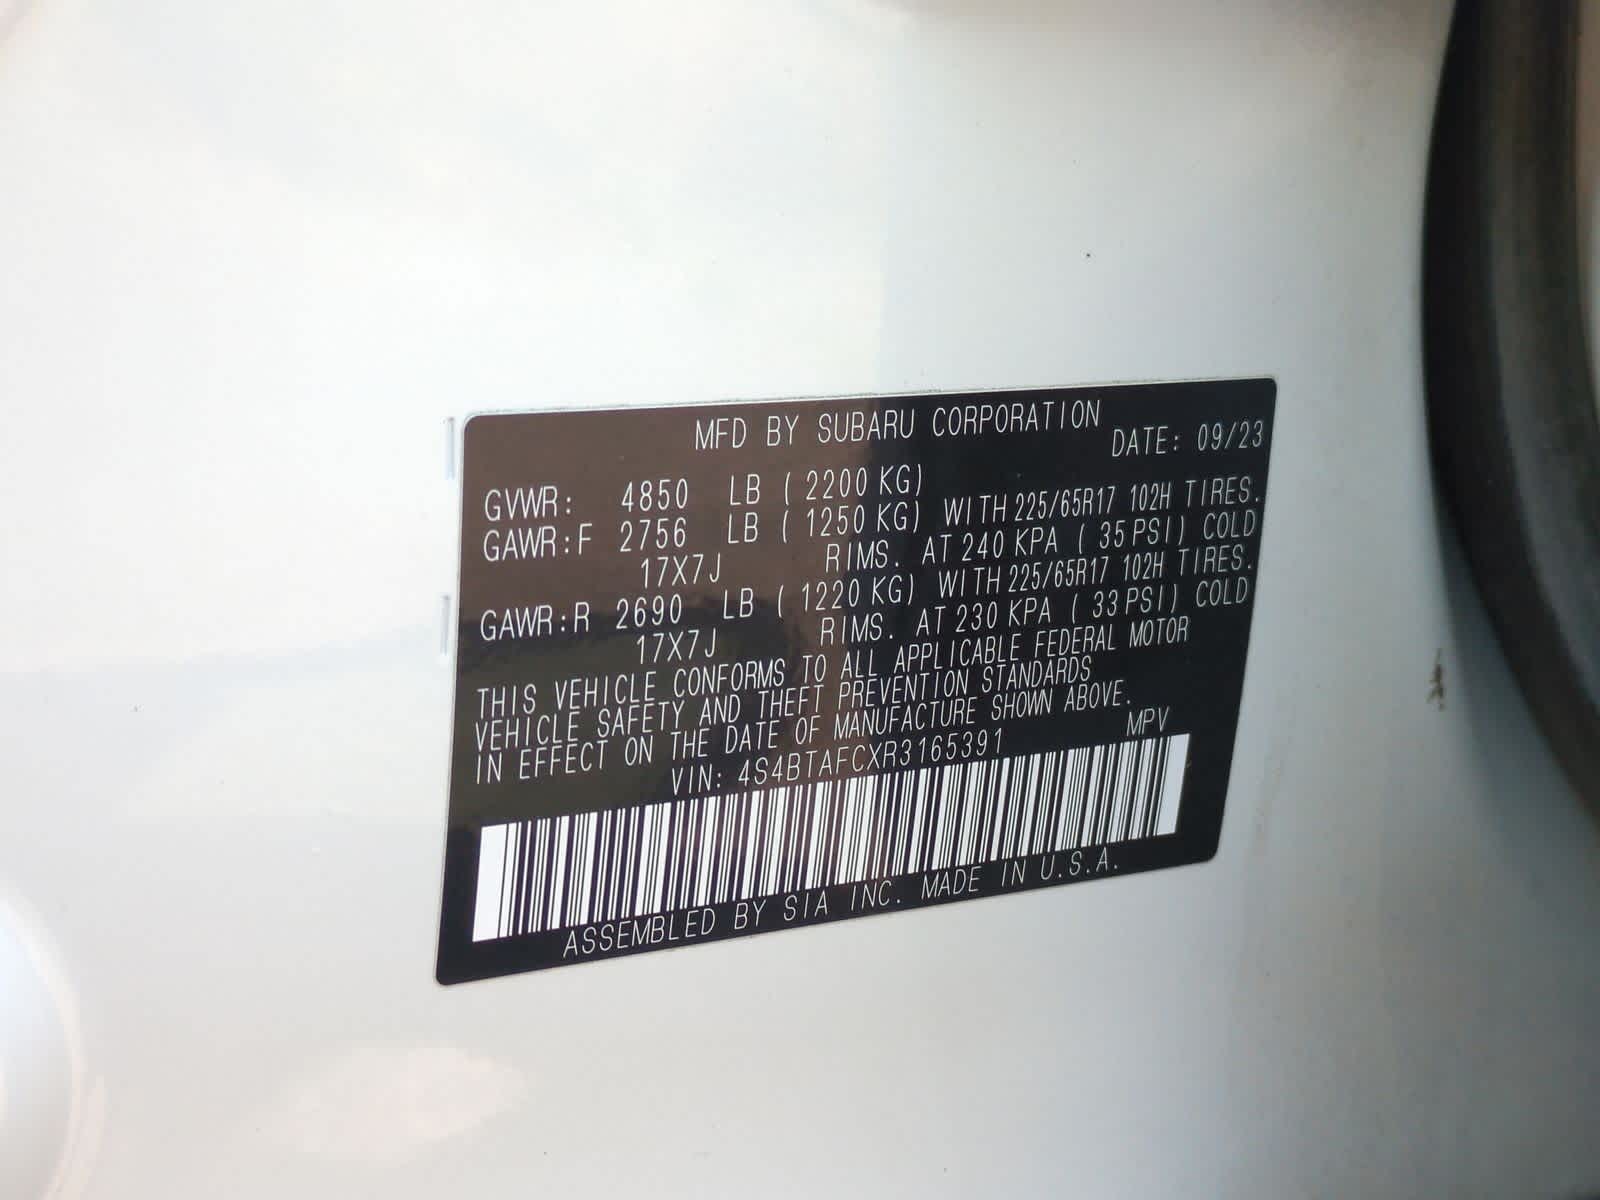 MFD BY SUBARU CORPORATION
DATE: 09/23
GVWR: 4850 LB ( 2200 KG)
GAWR:F 2756 LB ( 1250 KG) WITH 225/65R17 102H TIRES.
17X7J RIMS. AT 240 KPA ( 35 PSI) COLD
GAWR:R 2690 LB ( 1220 KG) WITH 225/65R17 102H TIRES.
17X7J RIMS. AT 230 KPA ( 33 PSI) COLD
THIS VEHICLE CONFORMS TO ALL APPLICABLE FEDERAL MOTOR
VEHICLE SAFETY AND THEFT PREVENTION STANDARDS
IN EFFECT ON THE DATE OF MANUFACTURE SHOWN ABOVE.
VIN: 4S4BTAFCXR3165391 MPV
ASSEMBLED BY SIA INC. MADE IN U.S.A.